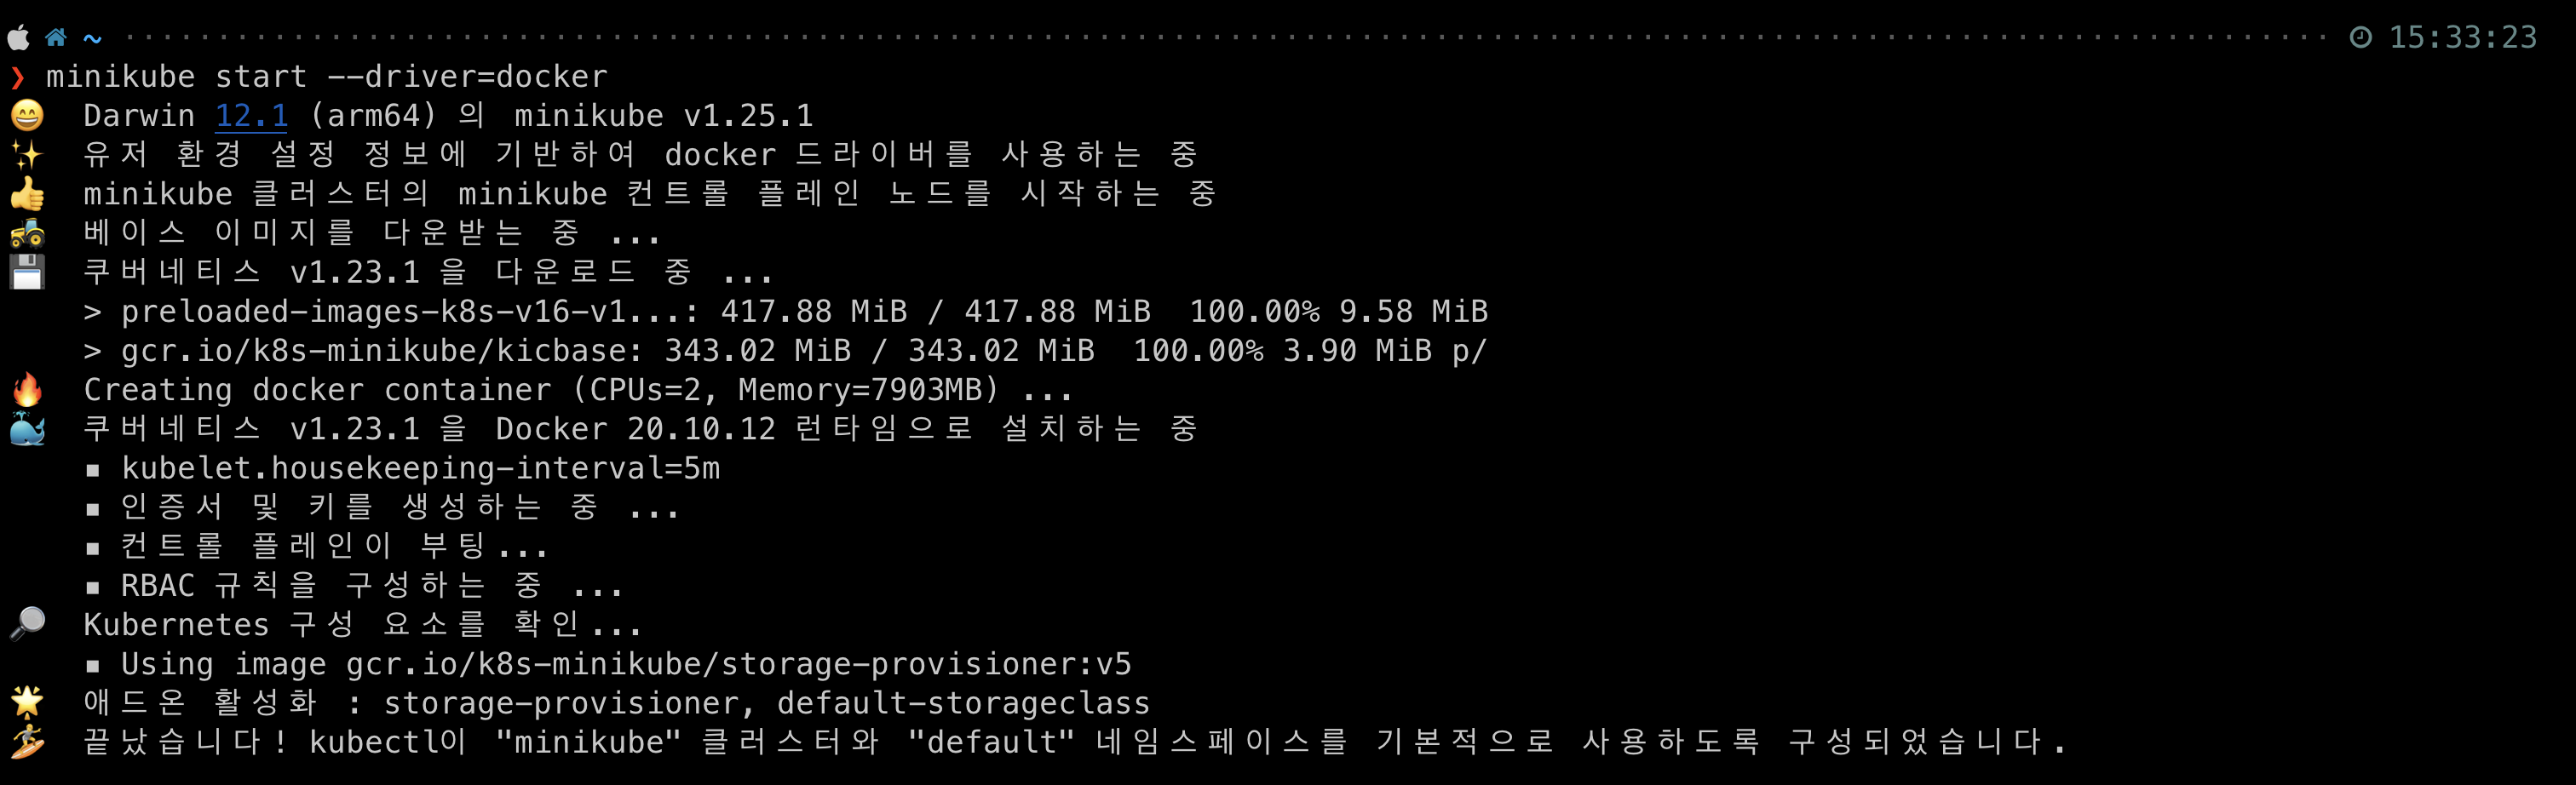 ~ 15:33:23
❯ minikube start --driver=docker
😄 Darwin 12.1 (arm64) 의 minikube v1.25.1
✨ 유저 환경 설정 정보에 기반하여 docker 드라이버를 사용하는 중
👍 minikube 클러스터의 minikube 컨트롤 플레인 노드를 시작하는 중
🚜 베이스 이미지를 다운받는 중 ...
💾 쿠버네티스 v1.23.1 을 다운로드 중 ...
> preloaded-images-k8s-v16-v1...: 417.88 MiB / 417.88 MiB 100.00% 9.58 MiB
> gcr.io/k8s-minikube/kicbase: 343.02 MiB / 343.02 MiB 100.00% 3.90 MiB p/
🔥 Creating docker container (CPUs=2, Memory=7903MB) ...
🐳 쿠버네티스 v1.23.1 을 Docker 20.10.12 런타임으로 설치하는 중
▪ kubelet.housekeeping-interval=5m
▪ 인증서 및 키를 생성하는 중 ...
▪ 컨트롤 플레인이 부팅...
▪ RBAC 규칙을 구성하는 중 ...
🔎 Kubernetes 구성 요소를 확인...
▪ Using image gcr.io/k8s-minikube/storage-provisioner:v5
🌟 애드온 활성화 : storage-provisioner, default-storageclass
🏄 끝났습니다! kubectl이 "minikube" 클러스터와 "default" 네임스페이스를 기본적으로 사용하도록 구성되었습니다.